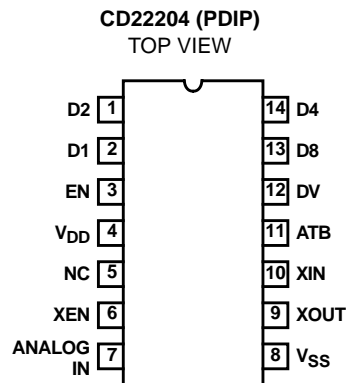 CD22204 (PDIP)
TOP VIEW
D2 1 14 D4
D1 2 13 D8
EN 3 12 DV
VDD 4 11 ATB
NC 5 10 XIN
XEN 6 9 XOUT
ANALOG
IN 7 8 VSS